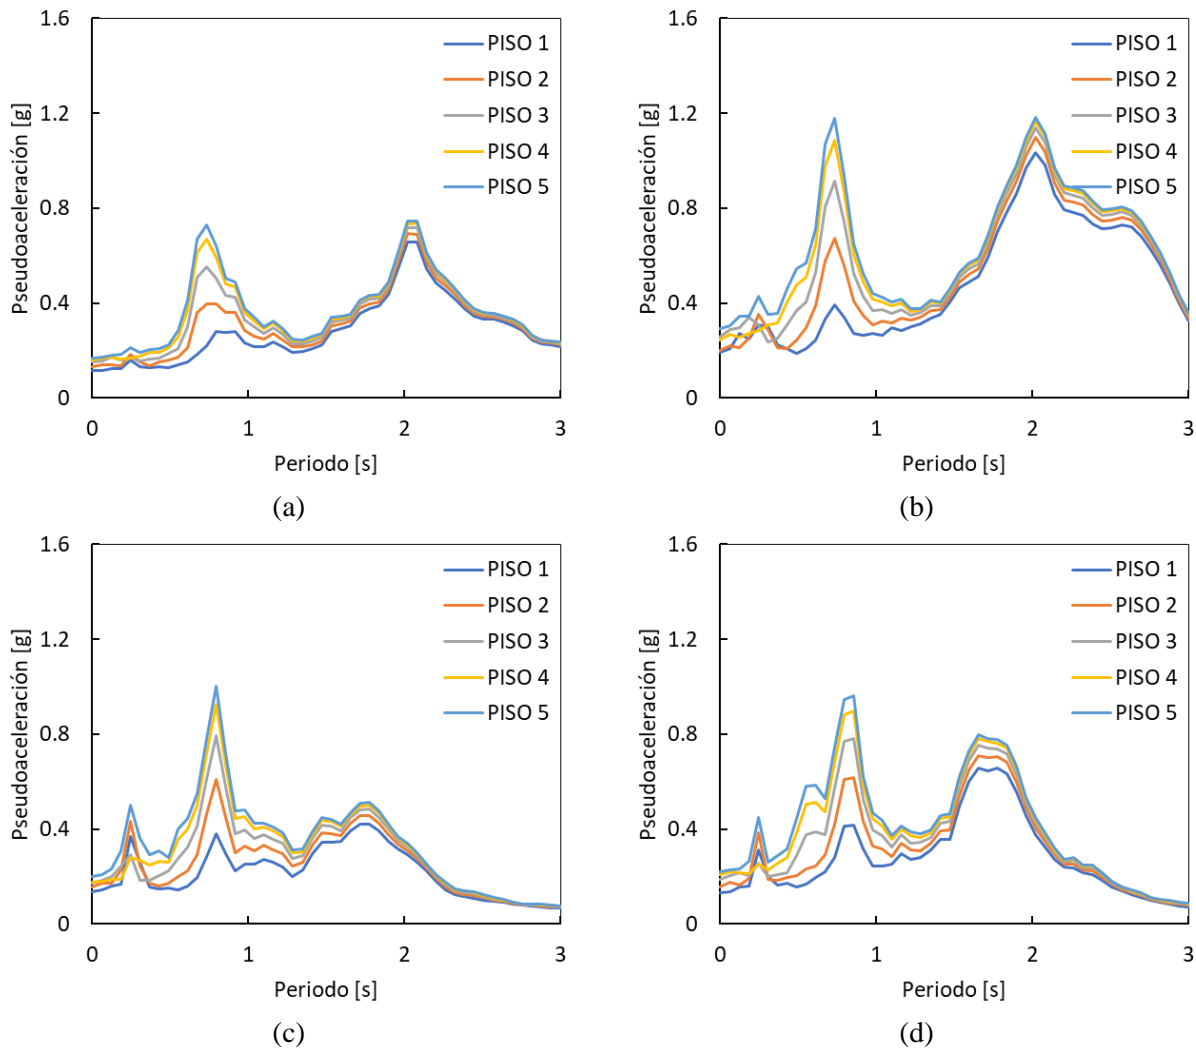 1.6
1.2
0.8
0.4
0
Pseudoaceleración [g]
PISO 1
PISO 2
PISO 3
PISO 4
PISO 5
0 1 2 3
Periodo [s]
(a)
1.6
1.2
0.8
0.4
0
Pseudoaceleración [g]
PISO 1
PISO 2
PISO 3
PISO 4
PISO 5
0 1 2 3
Periodo [s]
(b)
1.6
1.2
0.8
0.4
0
Pseudoaceleración [g]
PISO 1
PISO 2
PISO 3
PISO 4
PISO 5
0 1 2 3
Periodo [s]
(c)
1.6
1.2
0.8
0.4
0
Pseudoaceleración [g]
PISO 1
PISO 2
PISO 3
PISO 4
PISO 5
0 1 2 3
Periodo [s]
(d)